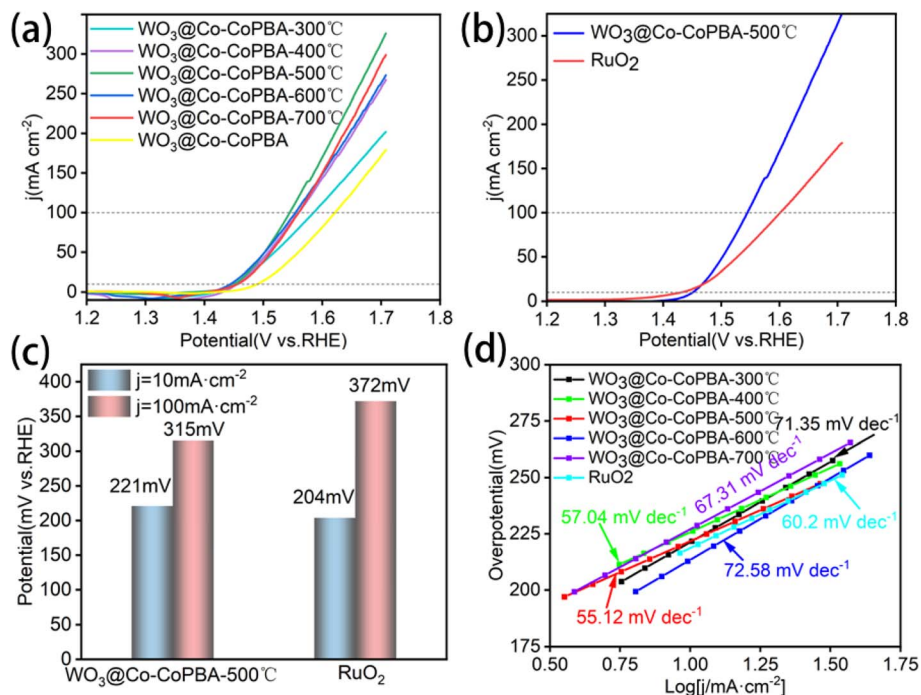 (a)
WO₃@Co-CoPBA-300℃
WO₃@Co-CoPBA-400℃
WO₃@Co-CoPBA-500℃
WO₃@Co-CoPBA-600℃
WO₃@Co-CoPBA-700℃
WO₃@Co-CoPBA
j(mA cm⁻²)
300
250
200
150
100
50
0
1.2 1.3 1.4 1.5 1.6 1.7 1.8
Potential(V vs.RHE)
(b)
WO₃@Co-CoPBA-500℃
RuO₂
j(mA cm⁻²)
300
250
200
150
100
50
0
1.2 1.3 1.4 1.5 1.6 1.7 1.8
Potential(V vs.RHE)
(c)
j=10mA·cm⁻²
j=100mA·cm⁻²
Potential(mV vs.RHE)
400
350
300
250
200
150
100
50
0
221mV
315mV
204mV
372mV
WO₃@Co-CoPBA-500℃
RuO₂
(d)
WO₃@Co-CoPBA-300℃
WO₃@Co-CoPBA-400℃
WO₃@Co-CoPBA-500℃
WO₃@Co-CoPBA-600℃
WO₃@Co-CoPBA-700℃
RuO2
71.35 mV dec⁻¹
67.31 mV dec⁻¹
57.04 mV dec⁻¹
60.2 mV dec⁻¹
72.58 mV dec⁻¹
55.12 mV dec⁻¹
Overpotential(mV)
300
275
250
225
200
175
0.50 0.75 1.00 1.25 1.50 1.75
Log[j/mA·cm⁻²]